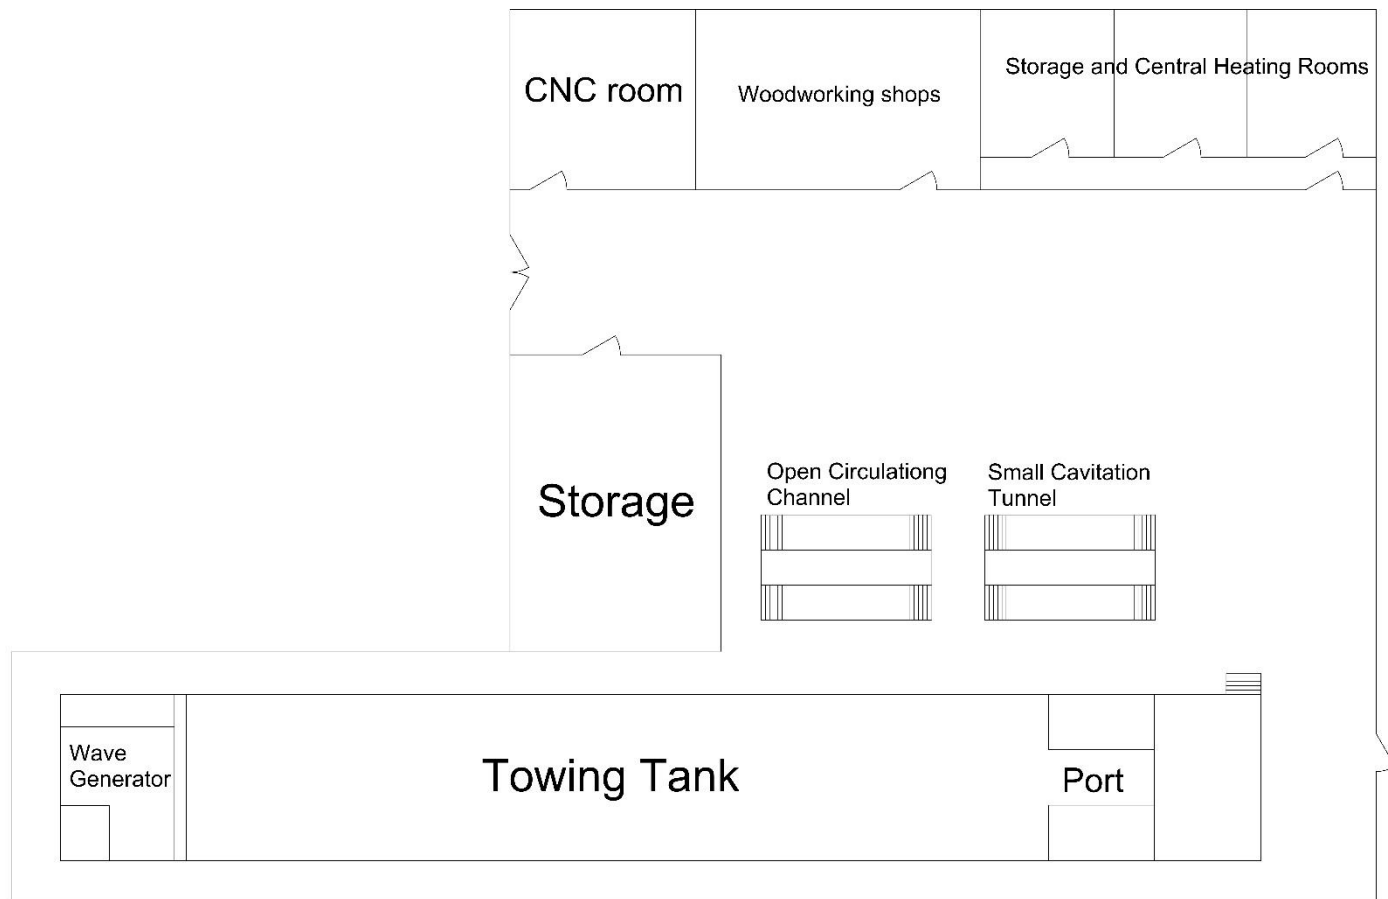 CNC room
Woodworking shops
Storage and Central Heating Rooms
Storage
Open Circulationg
Channel
Small Cavitation
Tunnel
Wave
Generator
Towing Tank
Port